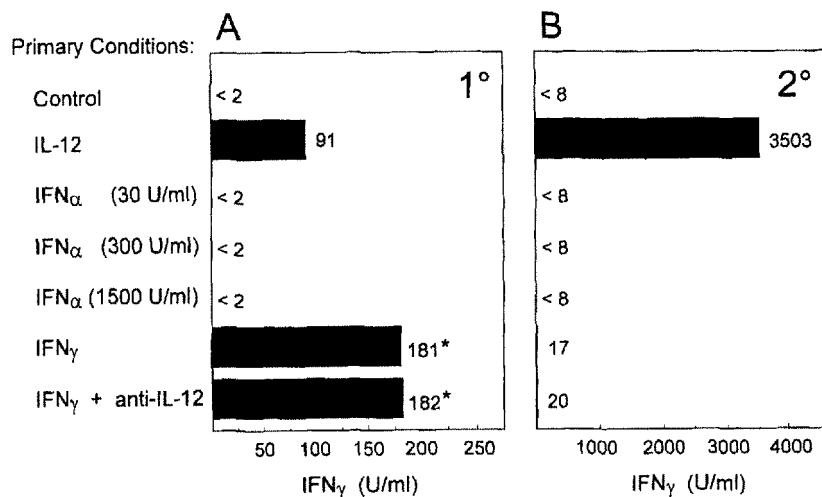 A
B
Primary Conditions:
1°
2°
Control < 2 < 8
IL-12 91 3503
IFNα (30 U/ml) < 2 < 8
IFNα (300 U/ml) < 2 < 8
IFNα (1500 U/ml) < 2 < 8
IFNγ 181* 17
IFNγ + anti-IL-12 182* 20
50 100 150 200 250 1000 2000 3000 4000
IFNγ (U/ml) IFNγ (U/ml)